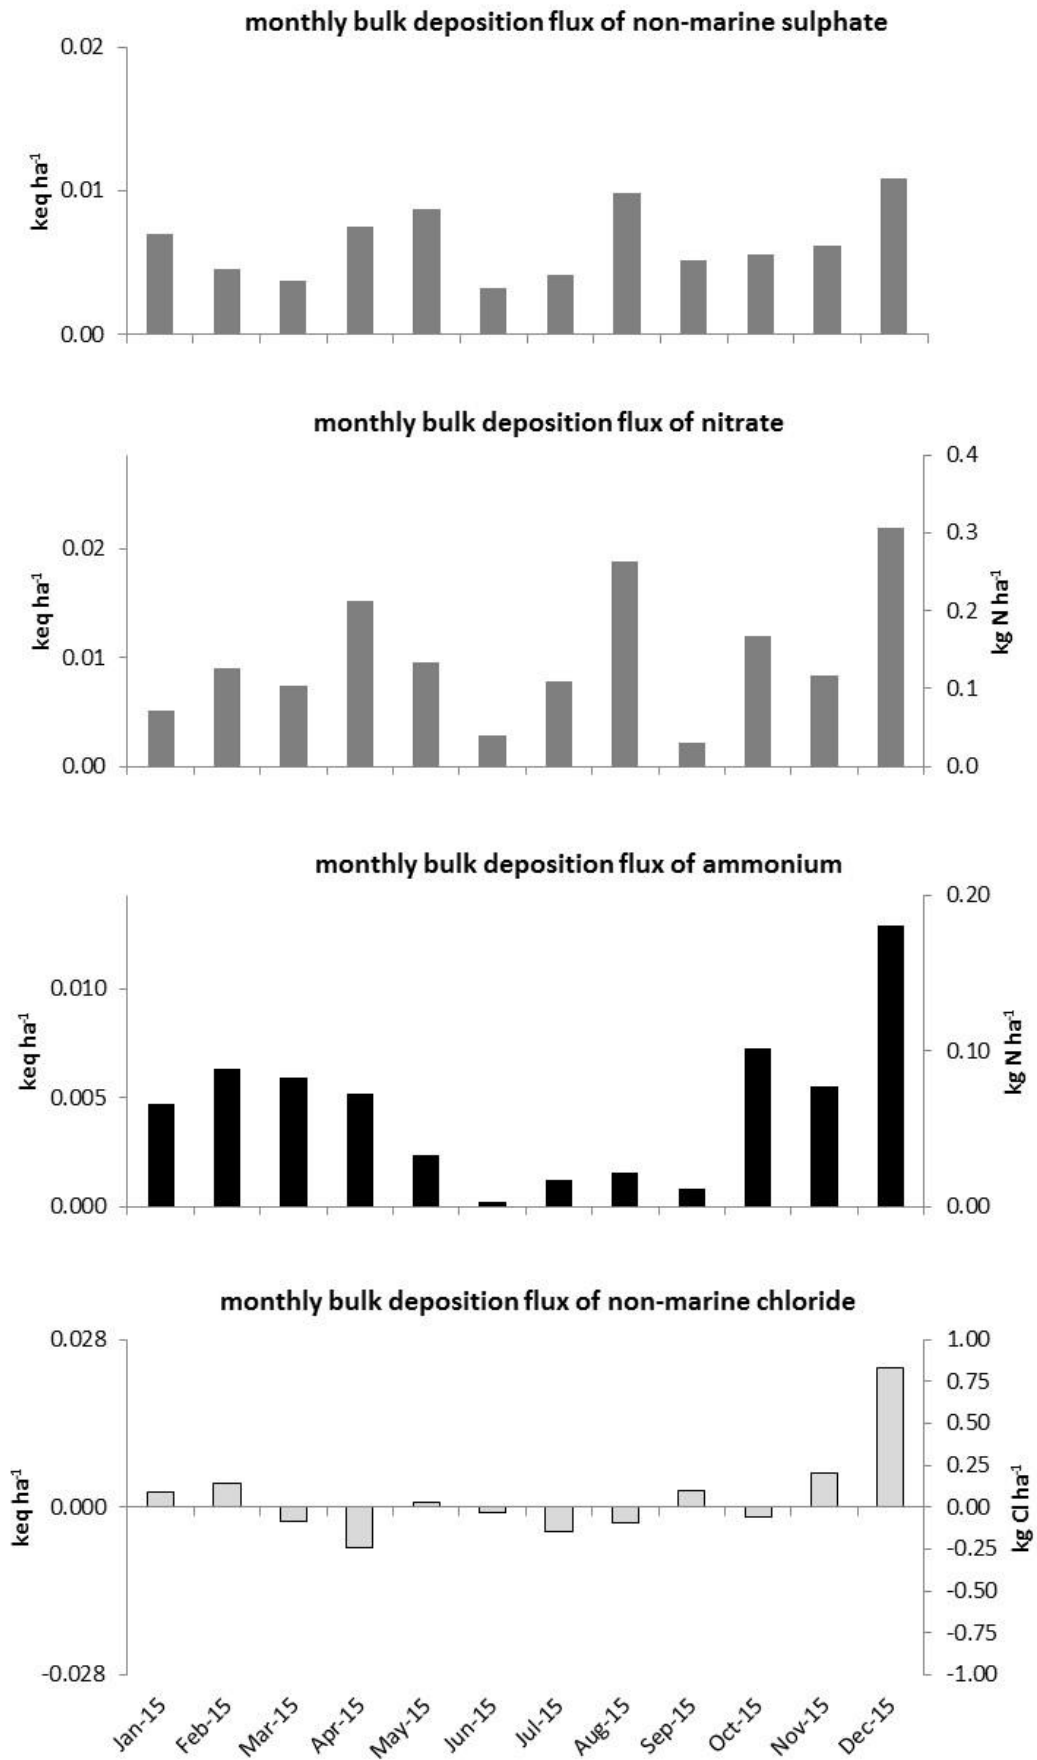 monthly bulk deposition flux of non-marine sulphate
0.02
0.01
0.00
keq ha-1
monthly bulk deposition flux of nitrate
0.02
0.01
0.00
keq ha-1
0.4
0.3
0.2
0.1
0.0
kg N ha-1
monthly bulk deposition flux of ammonium
0.010
0.005
0.000
keq ha-1
0.20
0.10
0.00
kg N ha-1
monthly bulk deposition flux of non-marine chloride
0.028
0.000
-0.028
keq ha-1
1.00
0.75
0.50
0.25
0.00
-0.25
-0.50
-0.75
-1.00
kg Cl ha-1
Jan-15
Feb-15
Mar-15
Apr-15
May-15
Jun-15
Jul-15
Aug-15
Sep-15
Oct-15
Nov-15
Dec-15